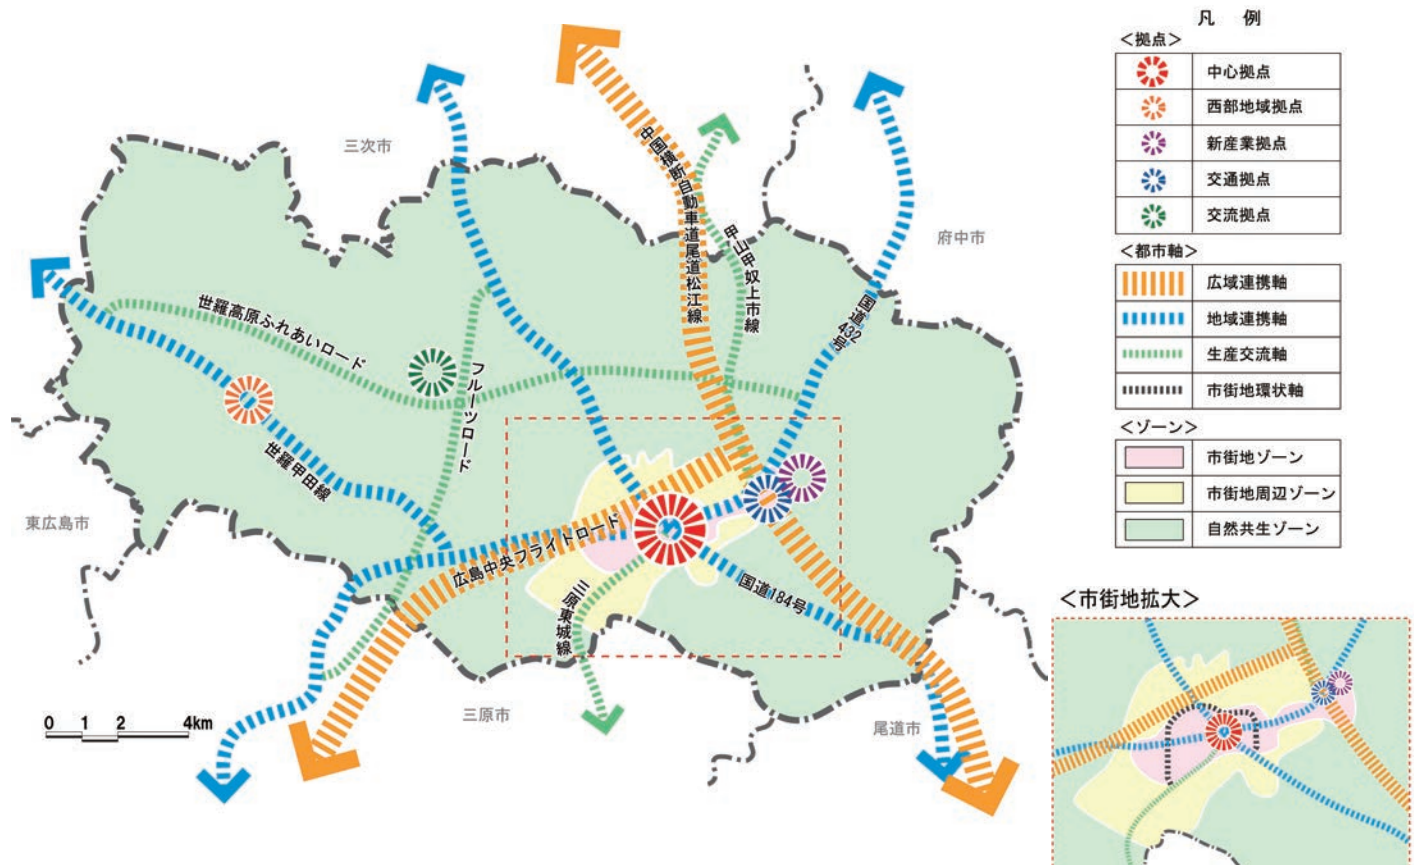 三次市
府中市
東広島市
三原市
尾道市
中国横断自動車道尾道松江線
甲山甲奴上市線
国道432号
世羅高原ふれあいロード
フルーツロード
世羅甲田線
広島中央フライトロード
三原東城線
国道184号
0 1 2 4km
凡 例
＜拠点＞
中心拠点
西部地域拠点
新産業拠点
交通拠点
交流拠点
＜都市軸＞
広域連携軸
地域連携軸
生産交流軸
市街地環状軸
＜ゾーン＞
市街地ゾーン
市街地周辺ゾーン
自然共生ゾーン
＜市街地拡大＞